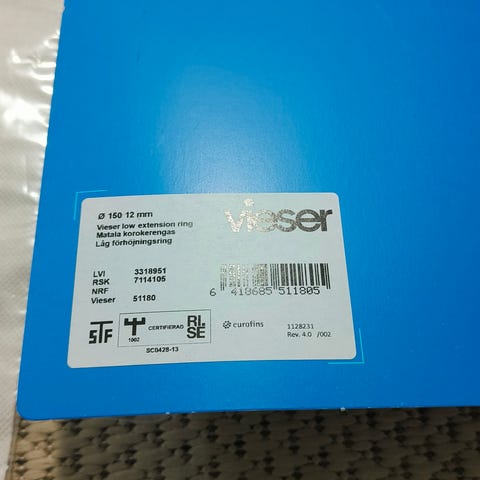 Ø 150 12 mm
vieser
Vieser low extension ring
Matala korokerengas
Låg förhöjningsring
LVI 3318951
RSK 7114105
NRF
Vieser 51180
6 418685 511805
STF
1002
CERTIFIERAD
RI.
SE
eurofins
1128231
Rev. 4.0 /002
SC0428-13